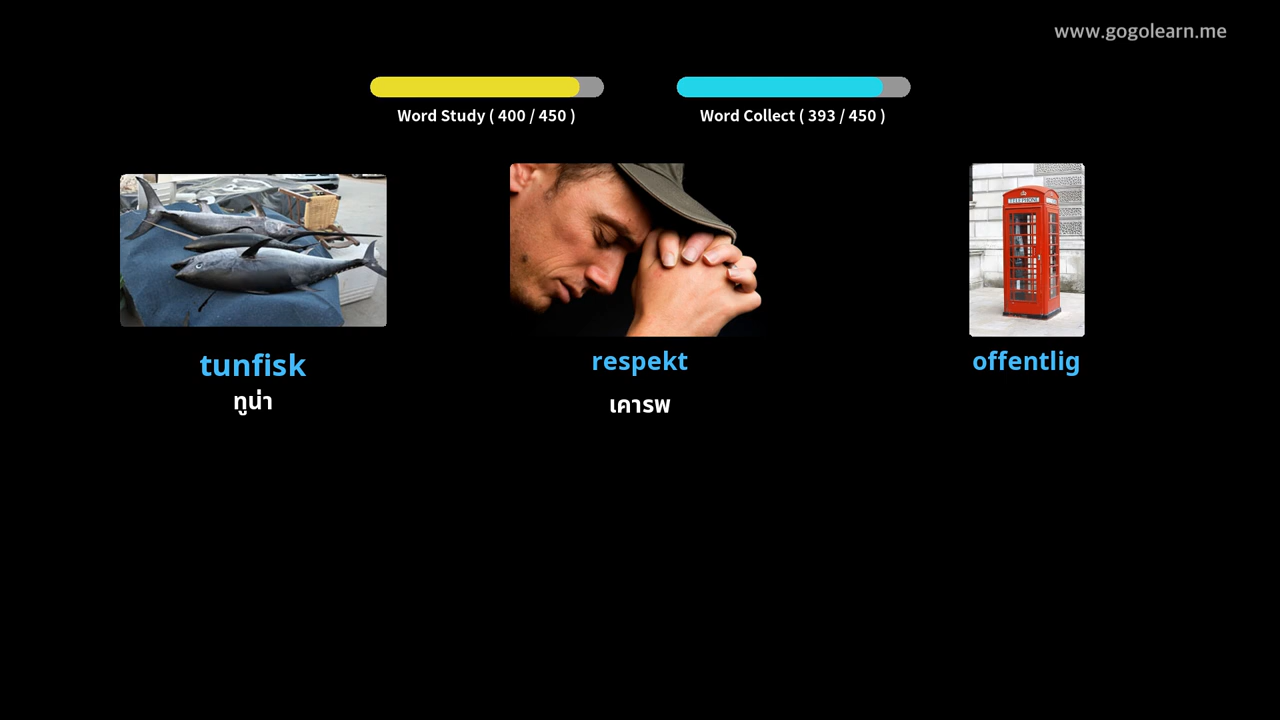 www.gogolearn.me
Word Study ( 400 / 450 )
Word Collect ( 393 / 450 )
TELEPHONE
tunfisk
respekt
offentlig
ทูน่า
เคารพ